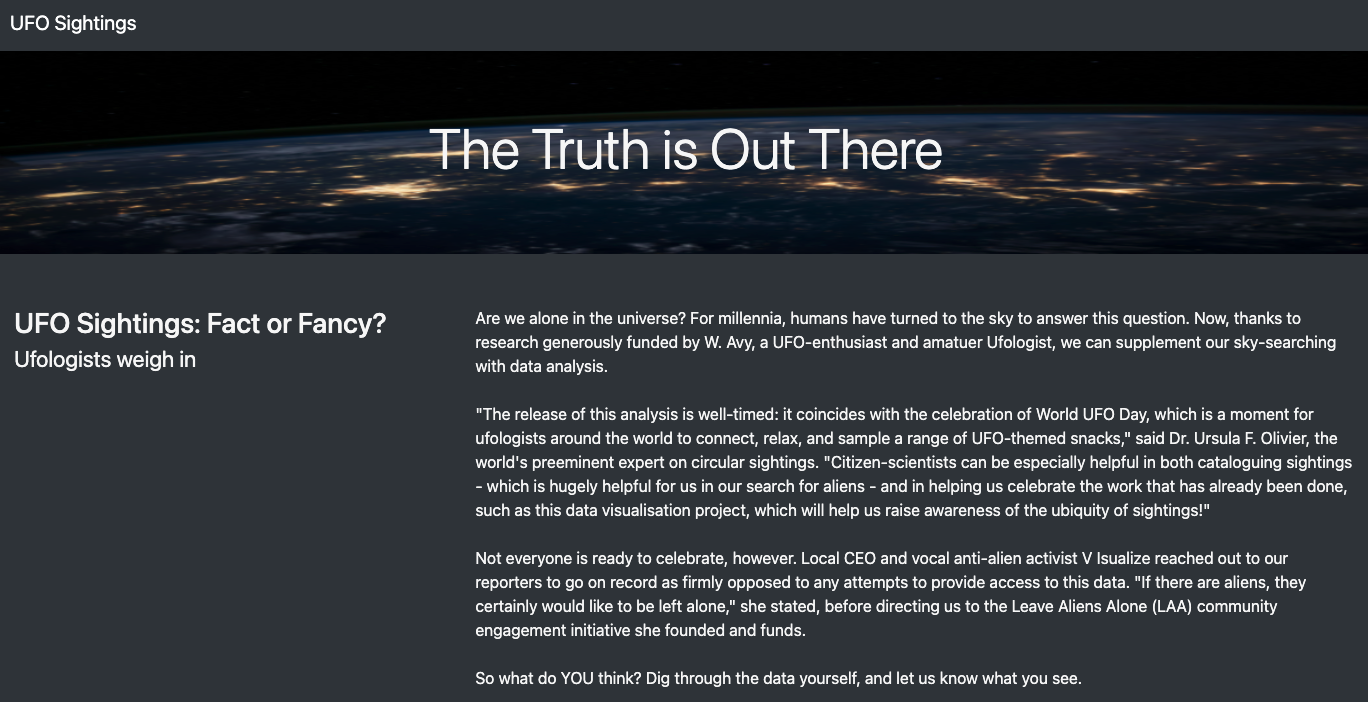 UFO Sightings
The Truth is Out There
UFO Sightings: Fact or Fancy?
Ufologists weigh in
Are we alone in the universe? For millennia, humans have turned to the sky to answer this question. Now, thanks to
research generously funded by W. Avy, a UFO-enthusiast and amatuer Ufologist, we can supplement our sky-searching
with data analysis.
"The release of this analysis is well-timed: it coincides with the celebration of World UFO Day, which is a moment for
ufologists around the world to connect, relax, and sample a range of UFO-themed snacks," said Dr. Ursula F. Olivier, the
world's preeminent expert on circular sightings. "Citizen-scientists can be especially helpful in both cataloguing sightings
- which is hugely helpful for us in our search for aliens - and in helping us celebrate the work that has already been done,
such as this data visualisation project, which will help us raise awareness of the ubiquity of sightings!"
Not everyone is ready to celebrate, however. Local CEO and vocal anti-alien activist V Isualize reached out to our
reporters to go on record as firmly opposed to any attempts to provide access to this data. "If there are aliens, they
certainly would like to be left alone," she stated, before directing us to the Leave Aliens Alone (LAA) community
engagement initiative she founded and funds.
So what do YOU think? Dig through the data yourself, and let us know what you see.